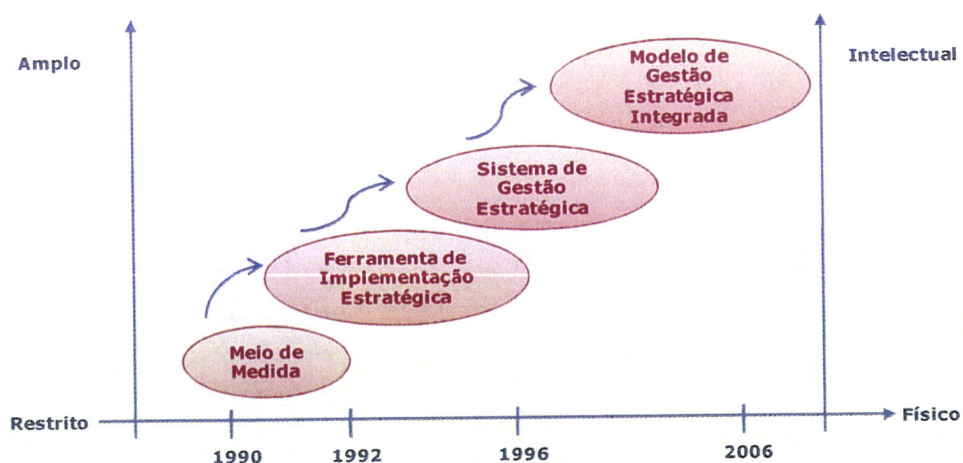 Amplo
Intelectual
Modelo de
Gestão
Estratégica
Integrada
Sistema de
Gestão
Estratégica
Ferramenta de
Implementação
Estratégica
Meio de
Medida
Restrito
Físico
1990
1992
1996
2006